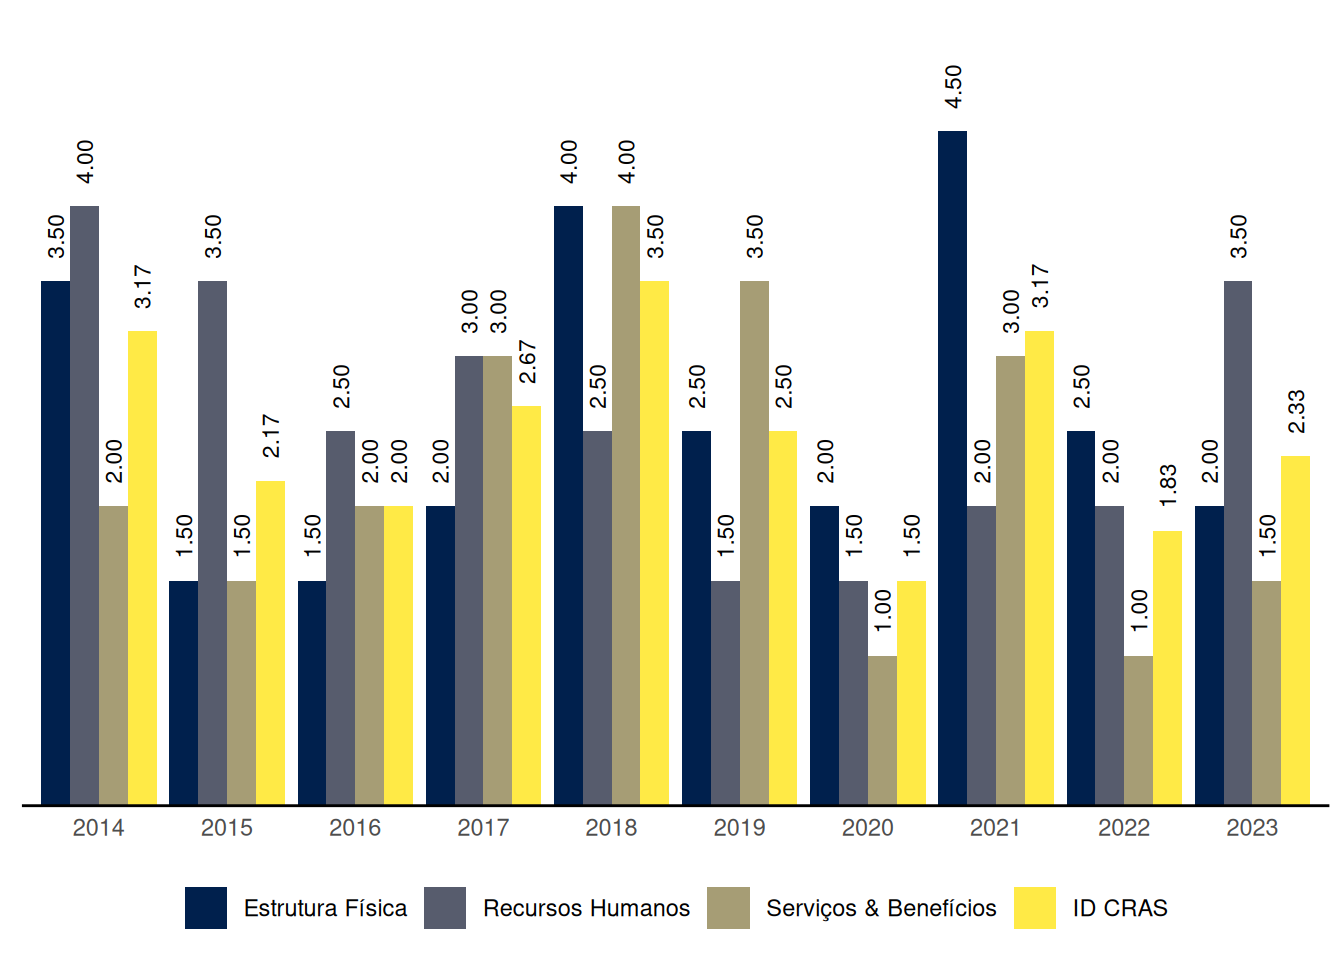 3.50 4.00 2.00 3.17
1.50 3.50 1.50 2.17
1.50 2.50 2.00 2.00
2.00 3.00 3.00 2.67
4.00 2.50 4.00 3.50
2.50 1.50 3.50 2.50
2.00 1.50 1.00 1.50
4.50 2.00 3.00 3.17
2.50 2.00 1.00 1.83
2.00 3.50 1.50 2.33
2014 2015 2016 2017 2018 2019 2020 2021 2022 2023
Estrutura Física Recursos Humanos Serviços & Benefícios ID CRAS